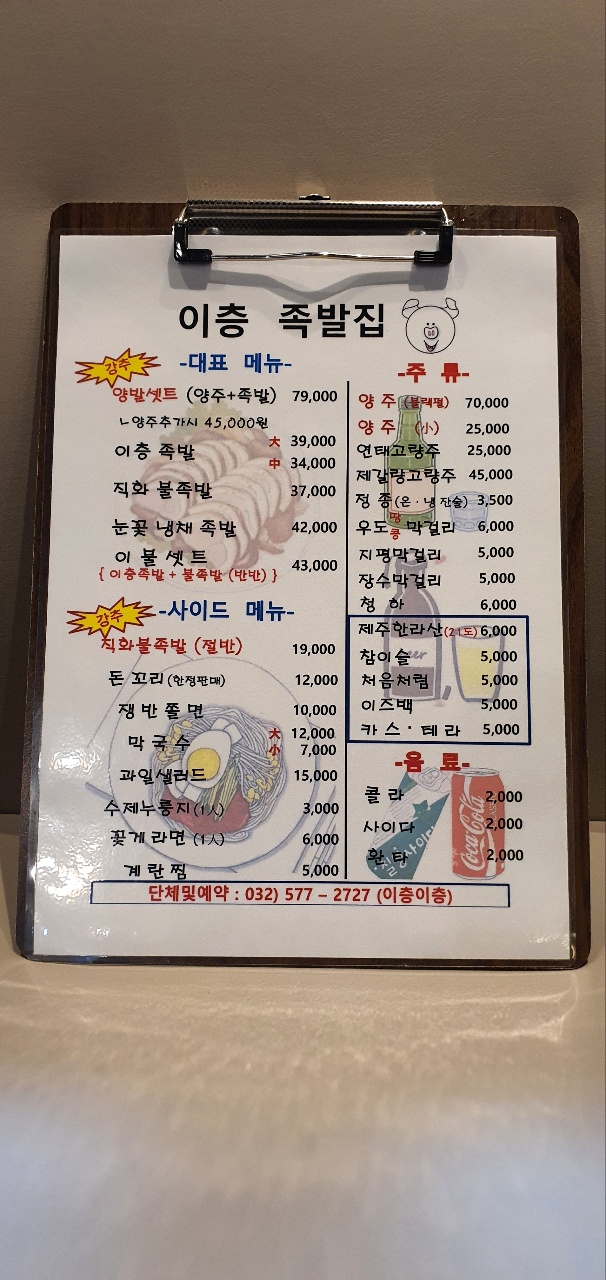 이층 족발집
강추
-대표 메뉴-
양발셋트 (양주+족발) 79,000
ㄴ양주추가시 45,000원
이층 족발 大 39,000
中 34,000
직화 불족발 37,000
눈꽃 냉채 족발 42,000
이 불 셋 트 43,000
{ 이층족발 + 불족발 (반반) }
강추
-사이드 메뉴-
직화불족발 (절반) 19,000
돈 꼬리 (한정판매) 12,000
쟁 반 쫄 면 10,000
막 국 수 大 12,000
小 7,000
과일샐러드 15,000
수제누룽지 (1人) 3,000
꽃게라면 (1人) 6,000
계 란 찜 5,000
-주 류-
양 주 (블랙펄) 70,000
양 주 (小) 25,000
연태고량주 25,000
제갈량고량주 45,000
정 종 (온 · 냉 잔술) 3,500
우도땅콩막걸리 6,000
지평막걸리 5,000
장수막걸리 5,000
청 하 6,000
제주한라산(21도) 6,000
참이슬 5,000
처음처럼 5,000
이즈백 5,000
카 스 · 테 라 5,000
-음 료-
콜 라 2,000
사이다 2,000
환 타 2,000
Beer
칠성사이다
Coca-Cola
단체및예약 : 032) 577 – 2727 (이층이층)